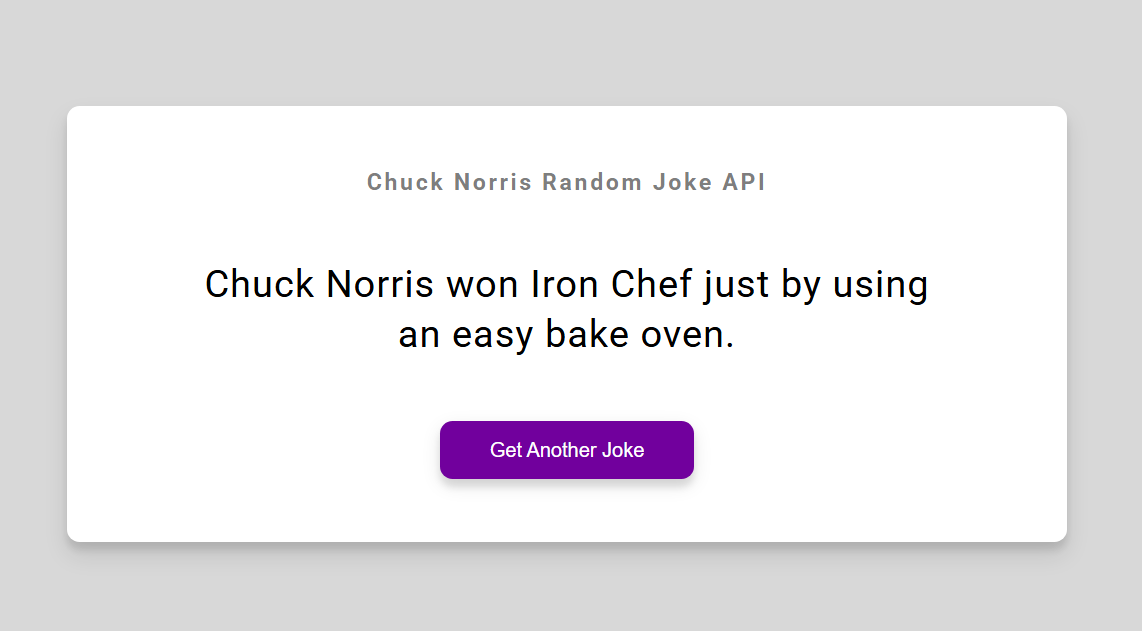 Chuck Norris Random Joke API
Chuck Norris won Iron Chef just by using
an easy bake oven.
Get Another Joke